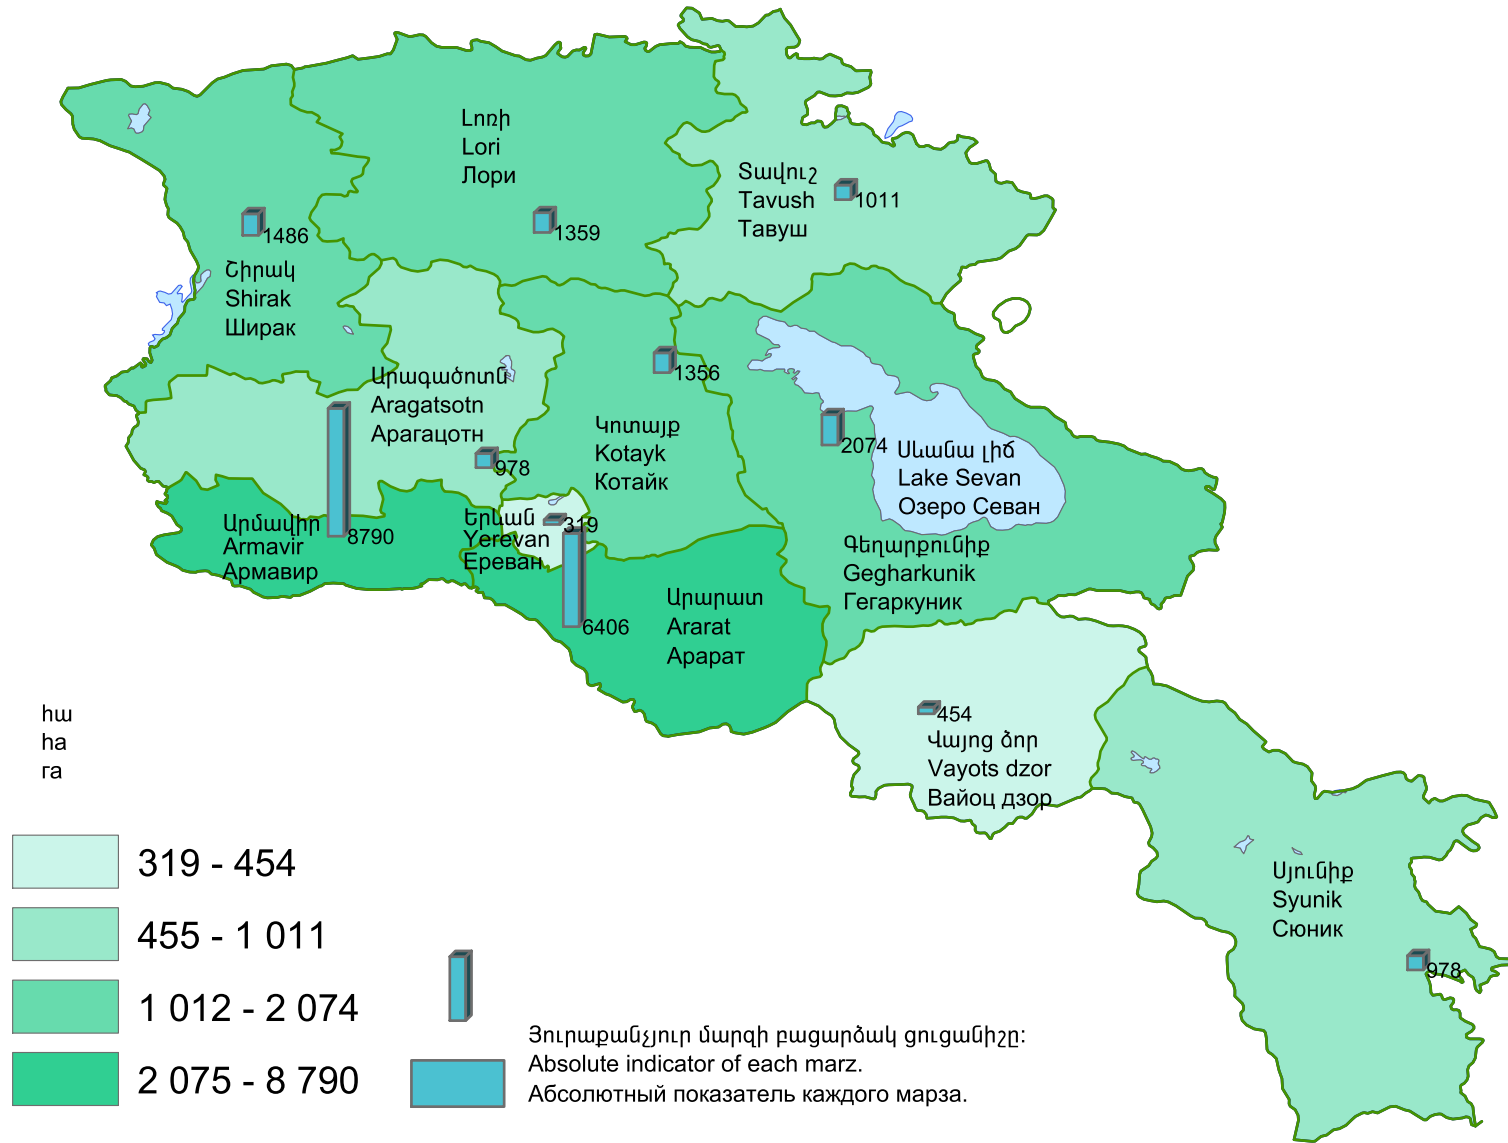 Լոռի
Lori
Лори
Տավուշ
Tavush
Тавуш
1011
1486
1359
Շիրակ
Shirak
Ширак
1356
Արագածոտն
Aragatsotn
Арагацотн
978
Կոտայք
Kotayk
Котайк
2074
Սևանա լիճ
Lake Sevan
Озеро Севан
Արմավիր
Armavir
Армавир
8790
Երևան
Yerevan
Ереван
319
Գեղարքունիք
Gegharkunik
Гегаркуник
6406
Արարատ
Ararat
Арарат
454
Վայոց ձոր
Vayots dzor
Вайоц дзор
Սյունիք
Syunik
Сюник
978
հա
ha
га
319 - 454
455 - 1 011
1 012 - 2 074
2 075 - 8 790
Յուրաքանչյուր մարզի բացարձակ ցուցանիշը:
Absolute indicator of each marz.
Абсолютный показатель каждого марза.